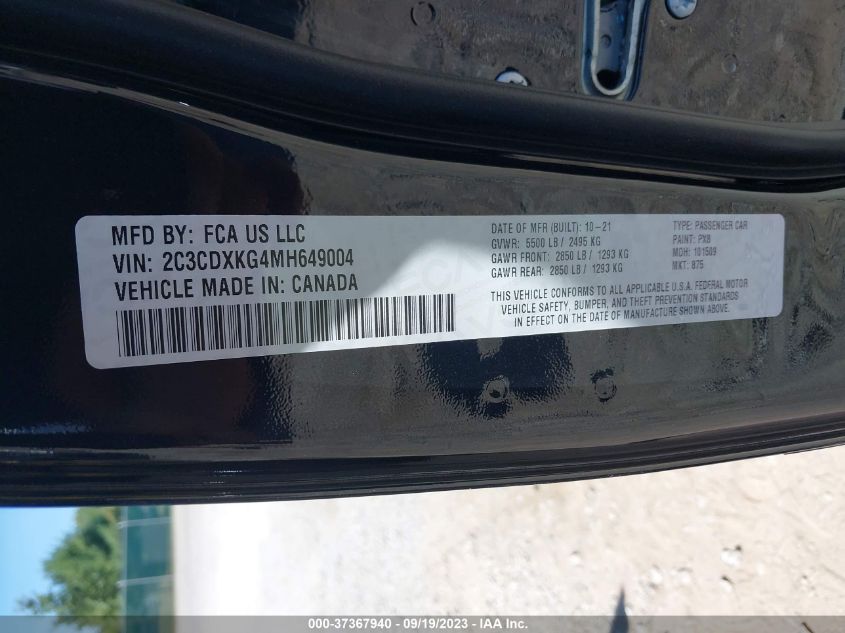 MFD BY: FCA US LLC
VIN: 2C3CDXKG4MH649004
VEHICLE MADE IN: CANADA
DATE OF MFR (BUILT): 10-21
GVWR: 5500 LB / 2495 KG
GAWR FRONT: 2850 LB / 1293 KG
GAWR REAR: 2850 LB / 1293 KG
TYPE: PASSENGER CAR
PAINT: PX8
MDH: 101509
MKT: 875
THIS VEHICLE CONFORMS TO ALL APPLICABLE U.S.A. FEDERAL MOTOR
VEHICLE SAFETY, BUMPER, AND THEFT PREVENTION STANDARDS
IN EFFECT ON THE DATE OF MANUFACTURE SHOWN ABOVE.
000-37367940 - 09/19/2023 - IAA Inc.